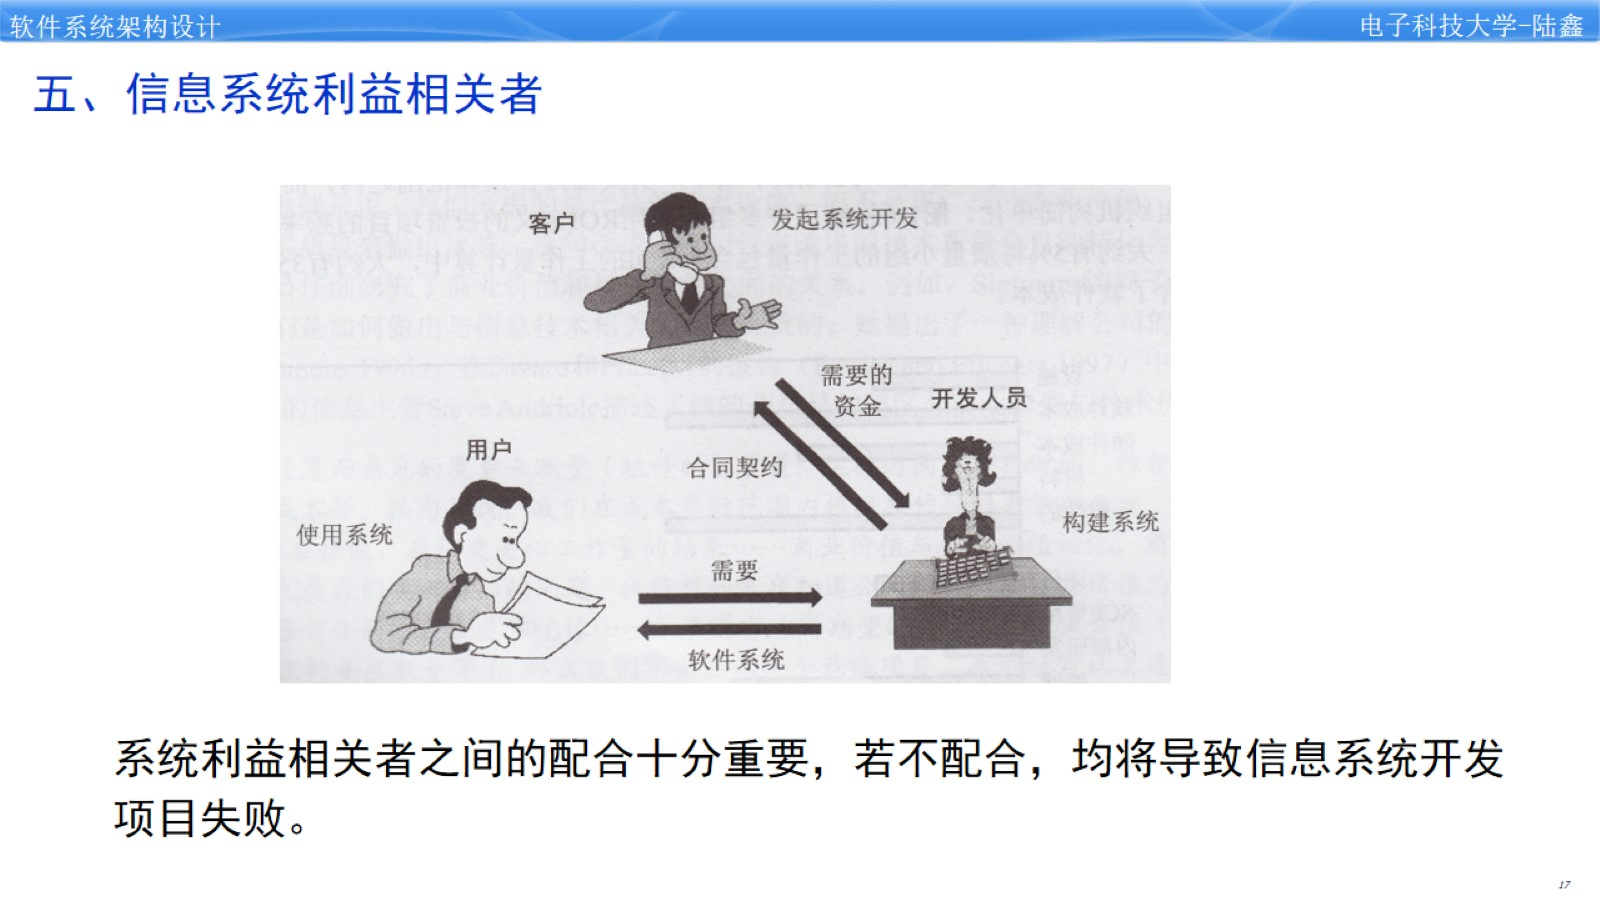 软件系统架构设计
电子科技大学-陆鑫
五、信息系统利益相关者
客户
发起系统开发
需要的
资金
开发人员
用户
合同契约
使用系统
构建系统
需要
软件系统
系统利益相关者之间的配合十分重要，若不配合，均将导致信息系统开发
项目失败。
17